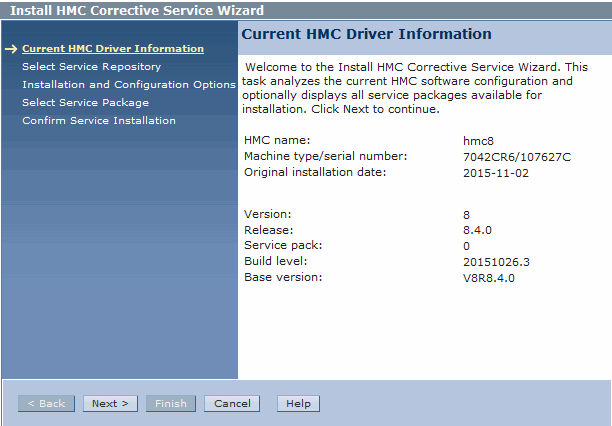 Install HMC Corrective Service Wizard
Current HMC Driver Information
Select Service Repository
Installation and Configuration Options
Select Service Package
Confirm Service Installation
Current HMC Driver Information
Welcome to the Install HMC Corrective Service Wizard. This
task analyzes the current HMC software configuration and
optionally displays all service packages available for
installation. Click Next to continue.
HMC name: hmc8
Machine type/serial number: 7042CR6/107627C
Original installation date: 2015-11-02
Version: 8
Release: 8.4.0
Service pack: 0
Build level: 20151026.3
Base version: V8R8.4.0
< Back Next > Finish Cancel Help